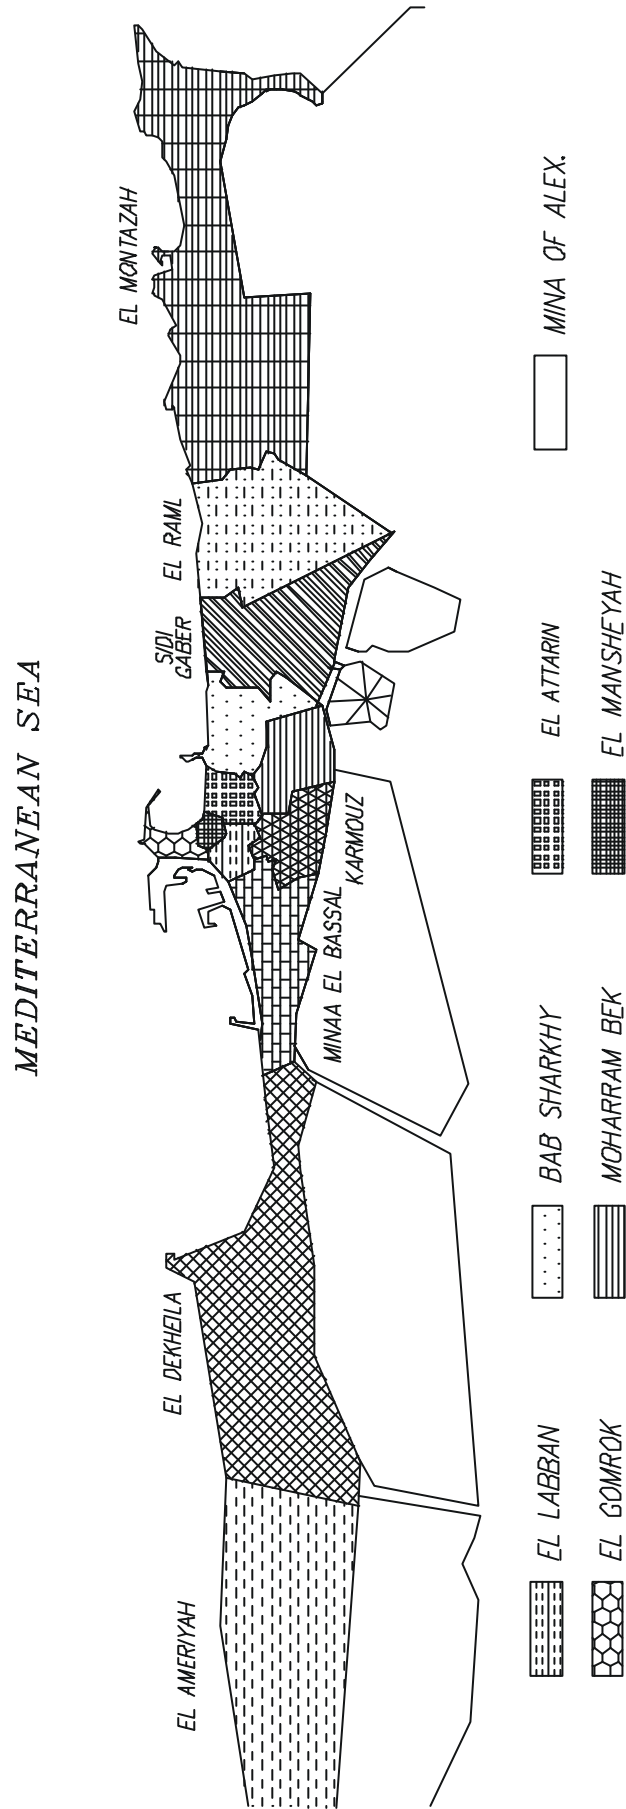 MEDITERRANEAN SEA
EL AMERIYAH
EL DEKHEILA
MINAA EL BASSAL
KARMOUZ
SIDI
GABER
EL RAML
EL MONTAZAH
EL LABBAN
BAB SHARKHY
EL ATTARIN
MINA OF ALEX.
EL GOMROK
MOHARRAM BEK
EL MANSHEYAH